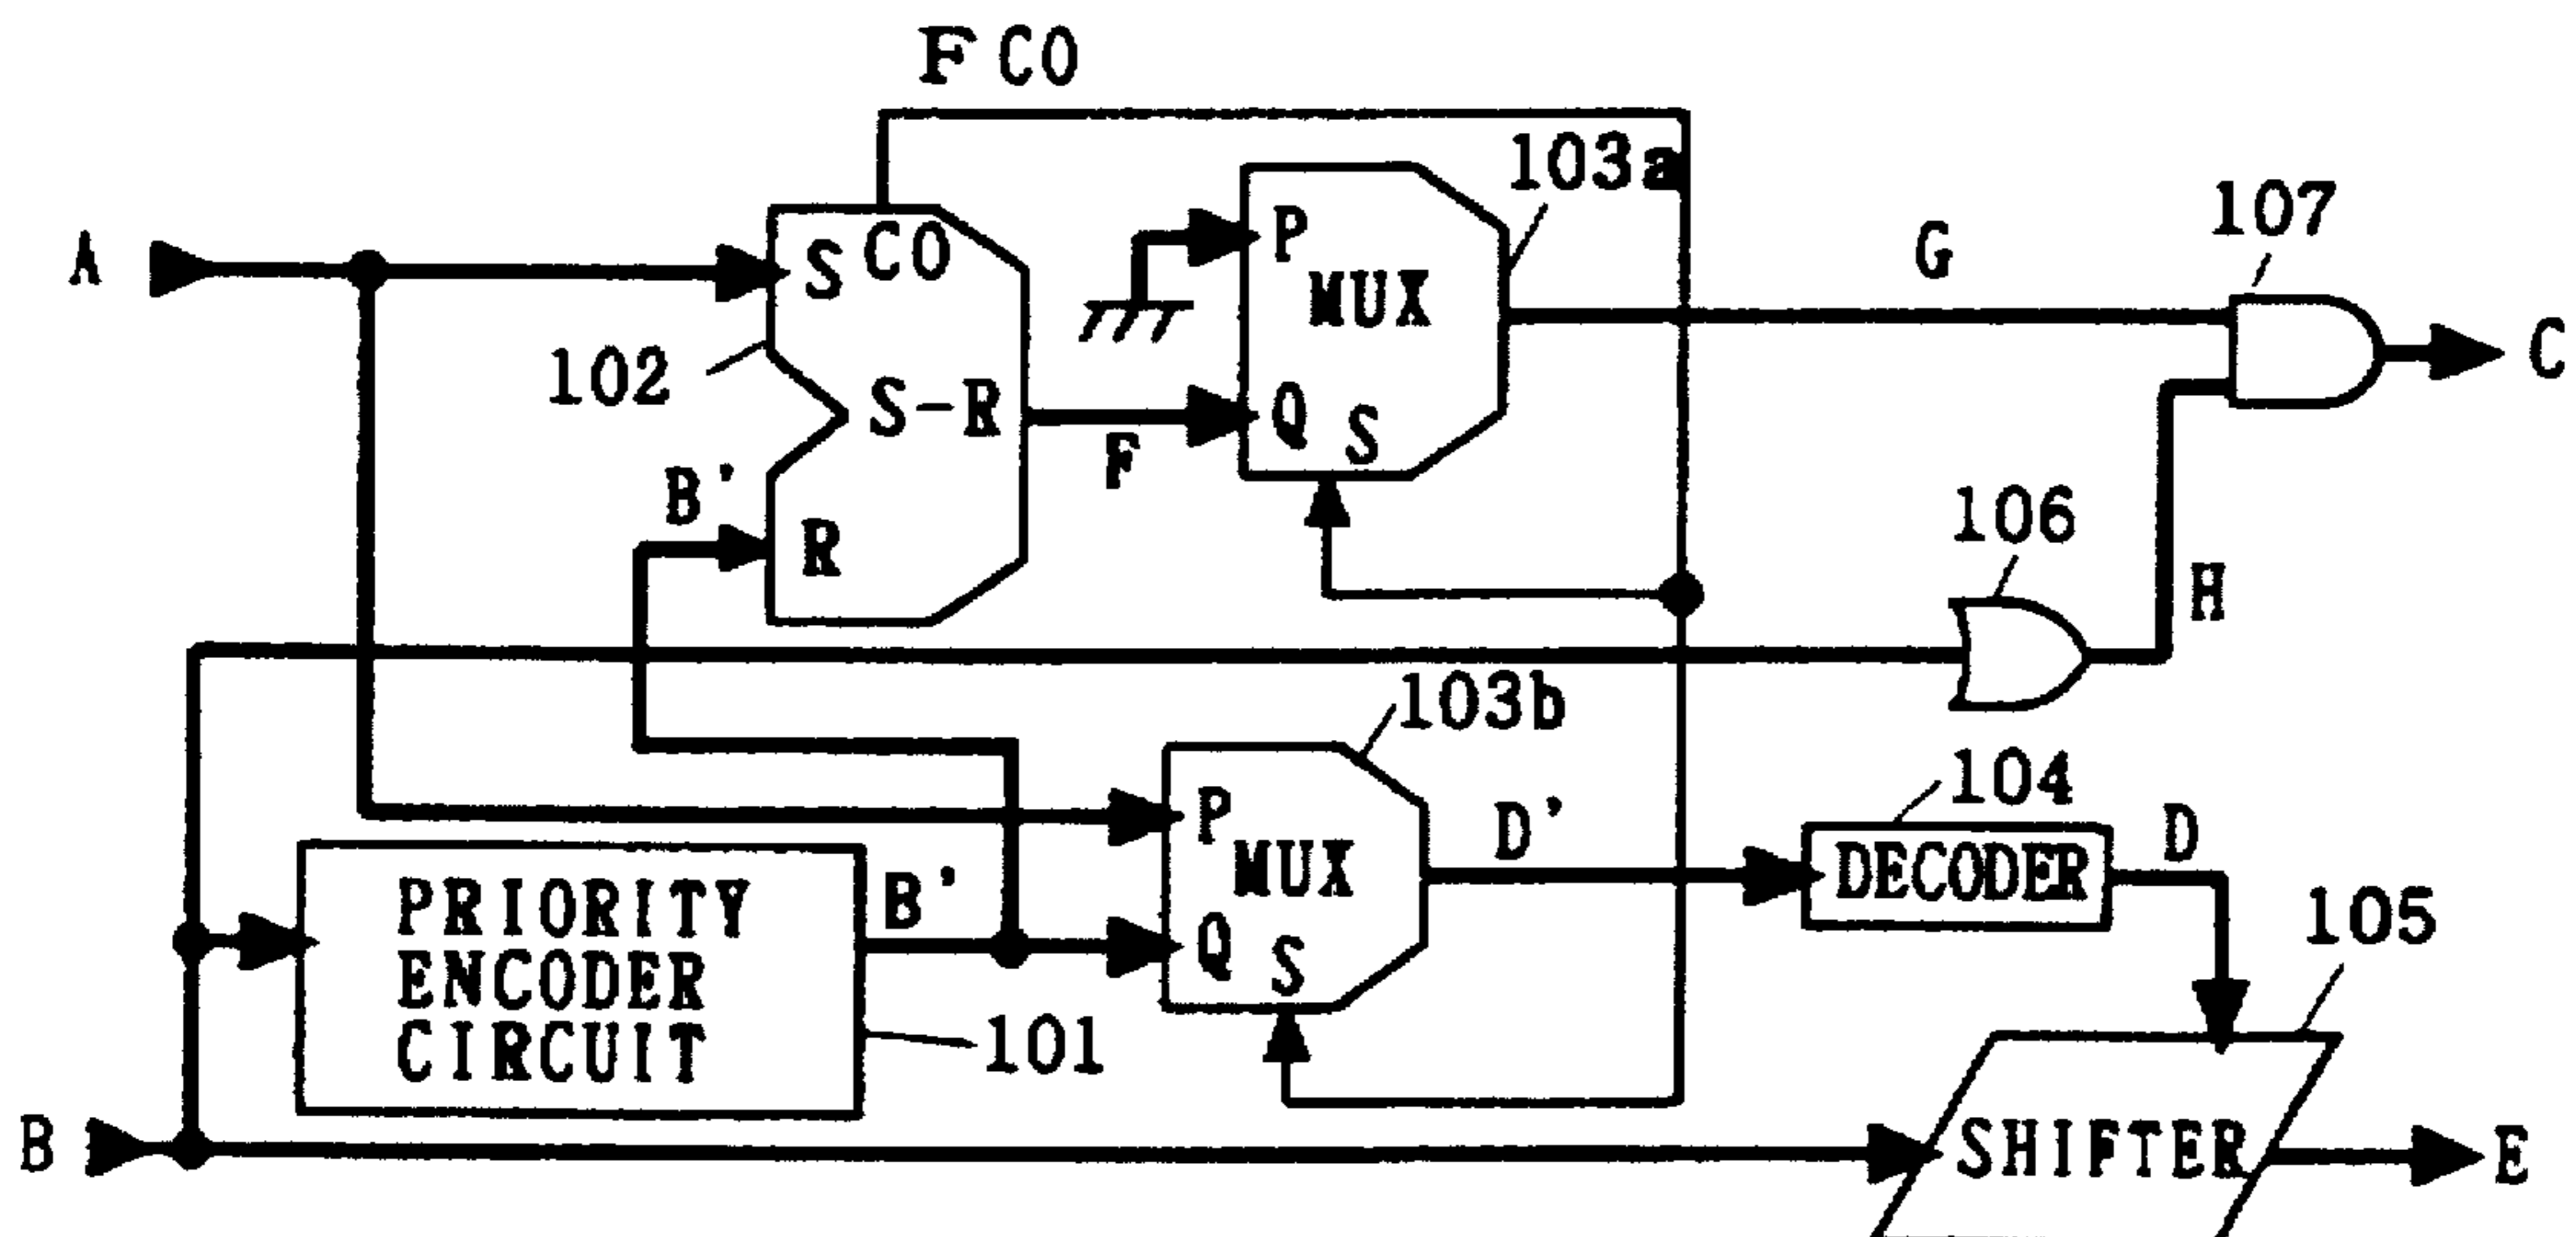 F CO
103a
107
A
S CO
P
MUX
G
C
102
S-R
Q
S
F
B'
R
106
H
103b
P
MUX
D'
104
DECODER
D
PRIORITY
ENCODER
CIRCUIT
B'
Q
S
105
101
B
SHIFTER
E